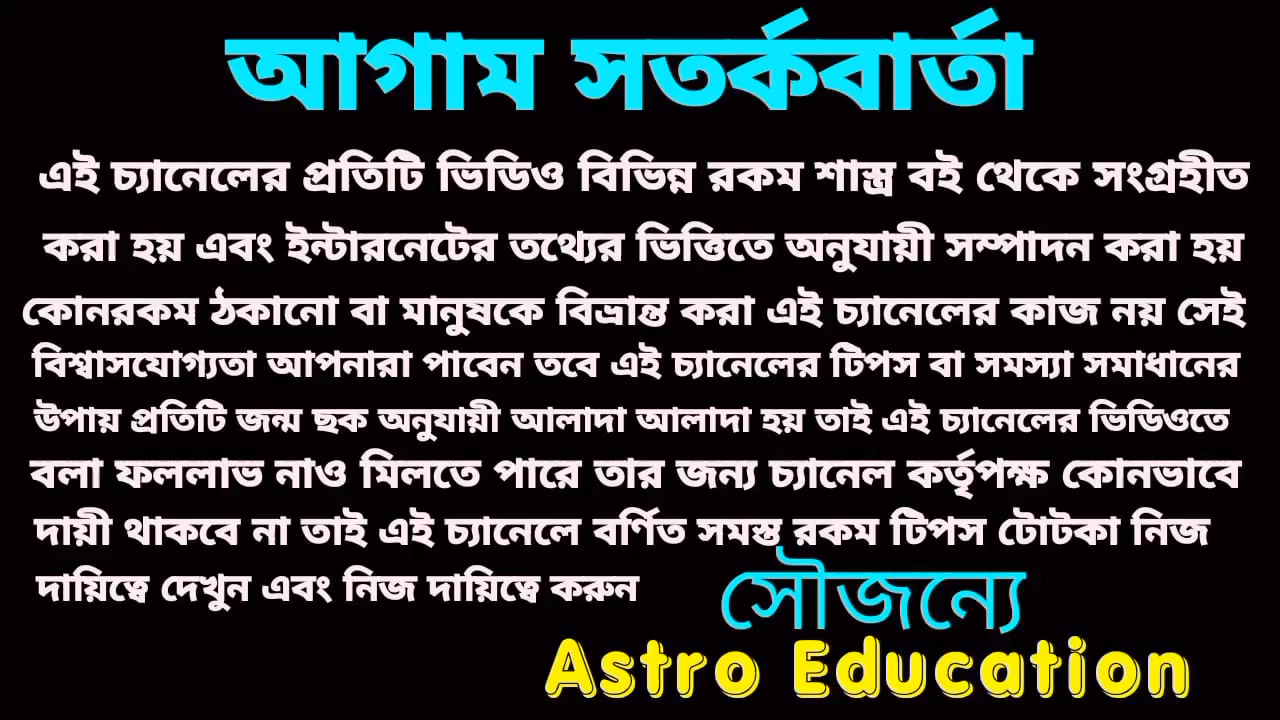 আগাম সতর্কবার্তা
এই চ্যানেলের প্রতিটি ভিডিও বিভিন্ন রকম শাস্ত্র বই থেকে সংগ্রহীত
করা হয় এবং ইন্টারনেটের তথ্যের ভিত্তিতে অনুযায়ী সম্পাদন করা হয়
কোনরকম ঠকানো বা মানুষকে বিভ্রান্ত করা এই চ্যানেলের কাজ নয় সেই
বিশ্বাসযোগ্যতা আপনারা পাবেন তবে এই চ্যানেলের টিপস বা সমস্যা সমাধানের
উপায় প্রতিটি জন্ম ছক অনুযায়ী আলাদা আলাদা হয় তাই এই চ্যানেলের ভিডিওতে
বলা ফললাভ নাও মিলতে পারে তার জন্য চ্যানেল কর্তৃপক্ষ কোনভাবে
দায়ী থাকবে না তাই এই চ্যানেলে বর্ণিত সমস্ত রকম টিপস টোটকা নিজ
দায়িত্বে দেখুন এবং নিজ দায়িত্বে করুন
সৌজন্যে
Astro Education